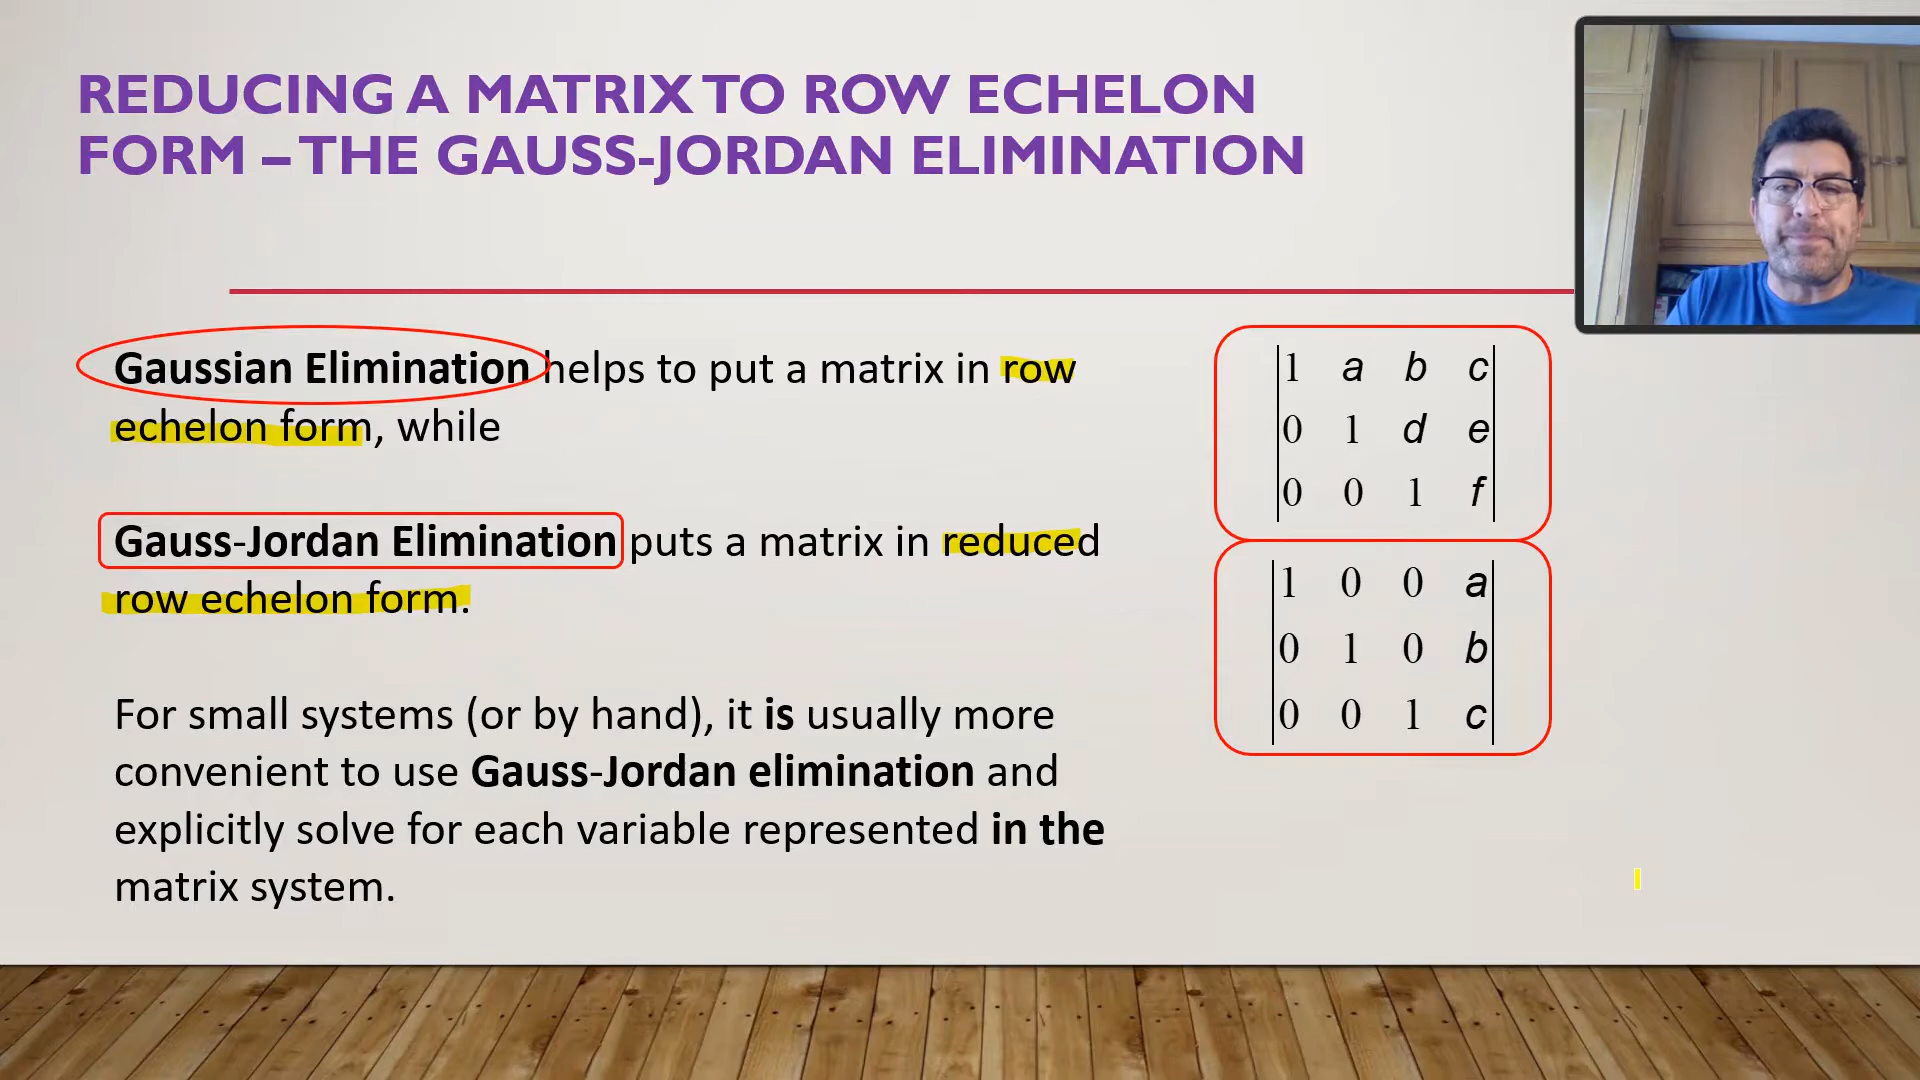 REDUCING A MATRIX TO ROW ECHELON
FORM – THE GAUSS-JORDAN ELIMINATION
Gaussian Elimination helps to put a matrix in row
echelon form, while
Gauss-Jordan Elimination puts a matrix in reduced
row echelon form.
For small systems (or by hand), it is usually more
convenient to use Gauss-Jordan elimination and
explicitly solve for each variable represented in the
matrix system.
1 a b c
0 1 d e
0 0 1 f
1 0 0 a
0 1 0 b
0 0 1 c